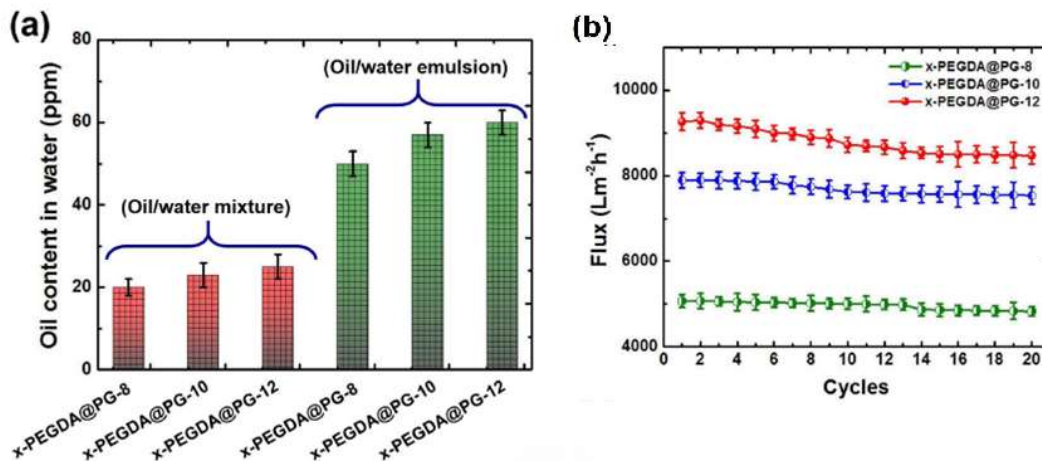 (a)
Oil content in water (ppm)
80
60
40
20
0
(Oil/water mixture)
(Oil/water emulsion)
x-PEGDA@PG-8
x-PEGDA@PG-10
x-PEGDA@PG-12
x-PEGDA@PG-8
x-PEGDA@PG-10
x-PEGDA@PG-12
(b)
Flux (Lm⁻²h⁻¹)
10000
8000
6000
4000
x-PEGDA@PG-8
x-PEGDA@PG-10
x-PEGDA@PG-12
0 2 4 6 8 10 12 14 16 18 20
Cycles